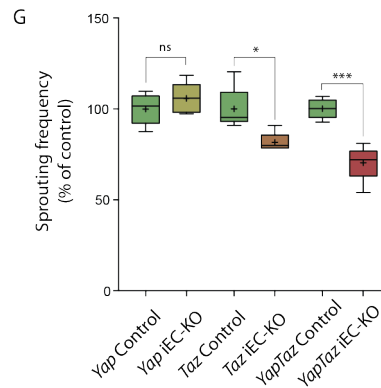 G
Sprouting frequency
(% of control)
150
100
50
0
ns
*
***
Yap Control
Yap iEC-KO
Taz Control
Taz iEC-KO
YapTaz Control
YapTaz iEC-KO